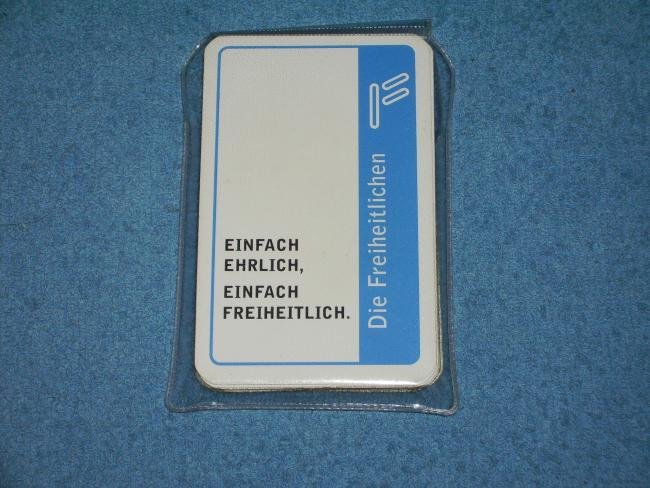 EINFACH
EHRLICH,
EINFACH
FREIHEITLICH.
Die Freiheitlichen